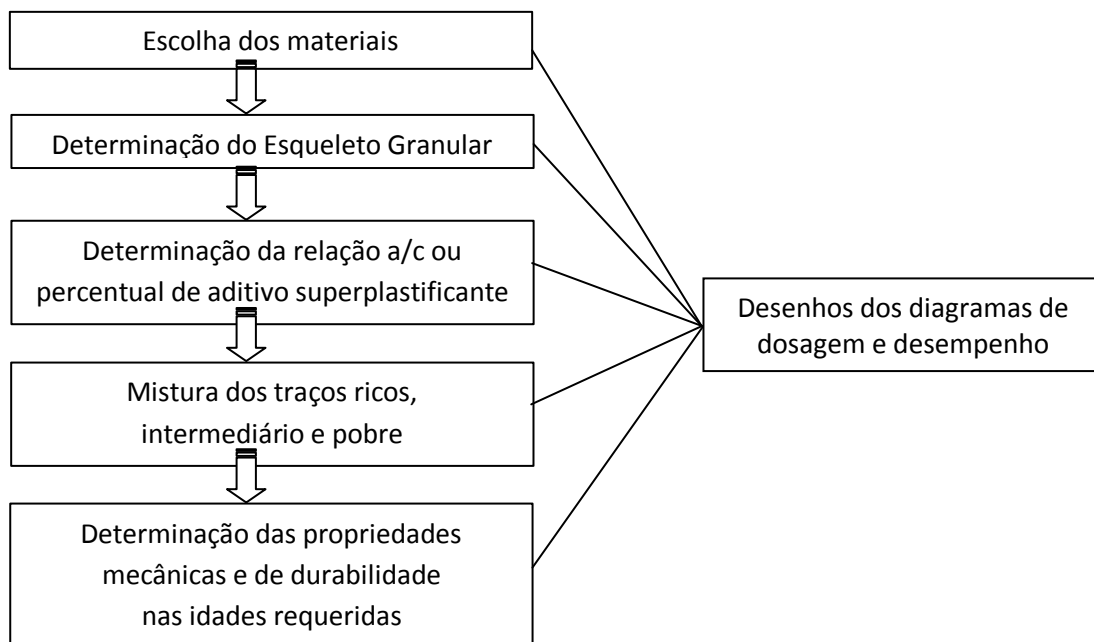 Escolha dos materiais
Determinação do Esqueleto Granular
Determinação da relação a/c ou
percentual de aditivo superplastificante
Mistura dos traços ricos,
intermediário e pobre
Determinação das propriedades
mecânicas e de durabilidade
nas idades requeridas
Desenhos dos diagramas de
dosagem e desempenho